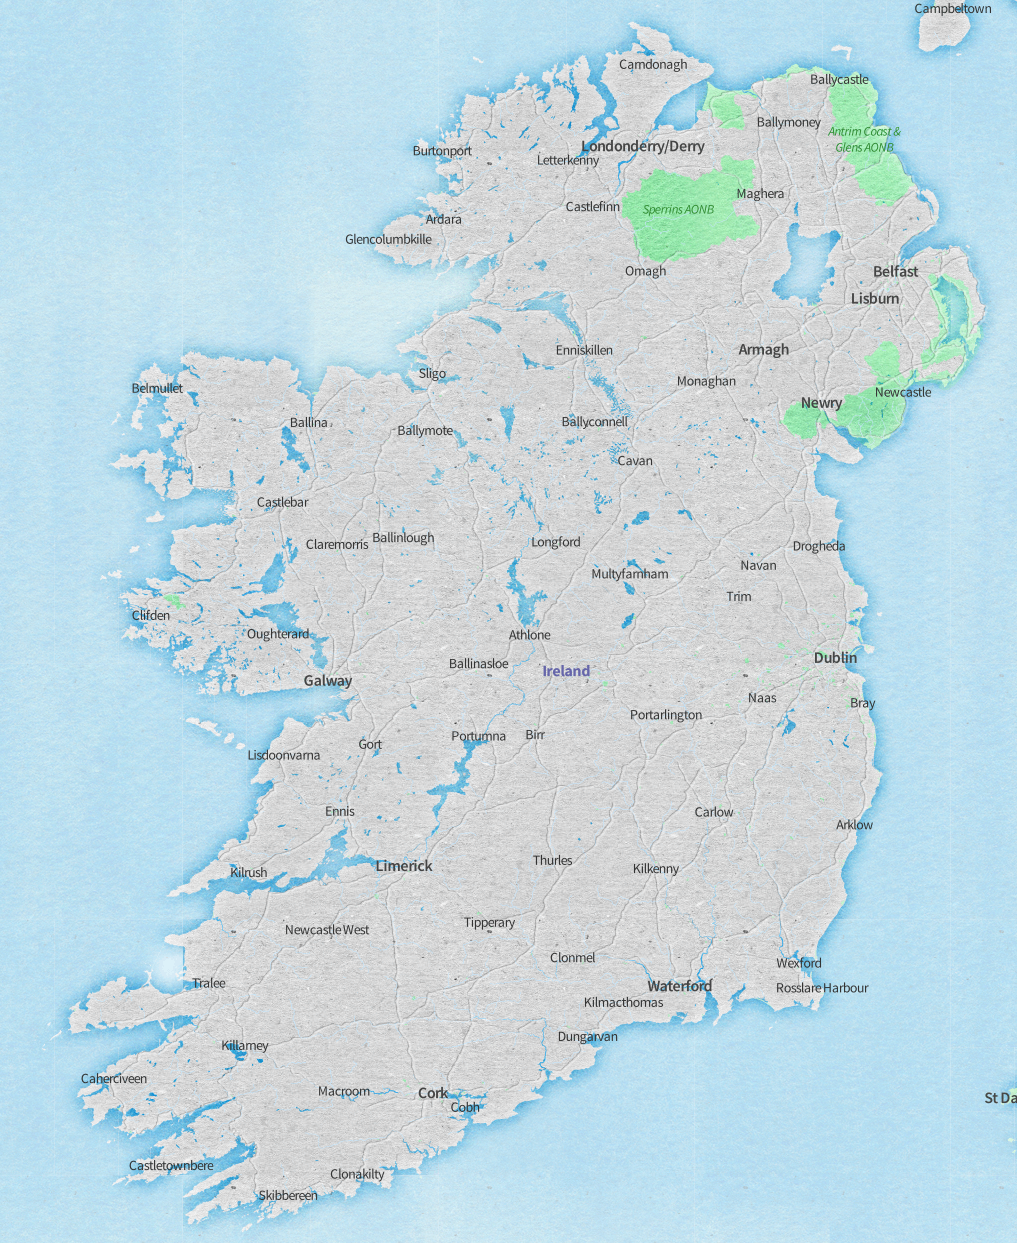 Campbeltown
Carndonagh
Ballycastle
Ballymoney
Antrim Coast &
Glens AONB
Londonderry/Derry
Burtonport
Letterkenny
Maghera
Castlefinn
Sperrins AONB
Ardara
Glencolumbkille
Omagh
Belfast
Lisburn
Armagh
Enniskillen
Sligo
Monaghan
Belmullet
Newcastle
Newry
Ballina
Ballyconnell
Ballymote
Cavan
Castlebar
Ballinlough
Longford
Claremorris
Drogheda
Navan
Multyfarnham
Trim
Clifden
Oughterard
Athlone
Dublin
Ballinasloe
Ireland
Galway
Naas
Bray
Portarlington
Portumna
Birr
Gort
Lisdoonvarna
Ennis
Carlow
Arklow
Thurles
Limerick
Kilkenny
Kilrush
Tipperary
Newcastle West
Clonmel
Wexford
Tralee
Waterford
Rosslare Harbour
Kilmacthomas
Dungarvan
Killarney
Caherciveen
Macroom
Cork
St Da
Cobh
Castletownbere
Clonakilty
Skibbereen